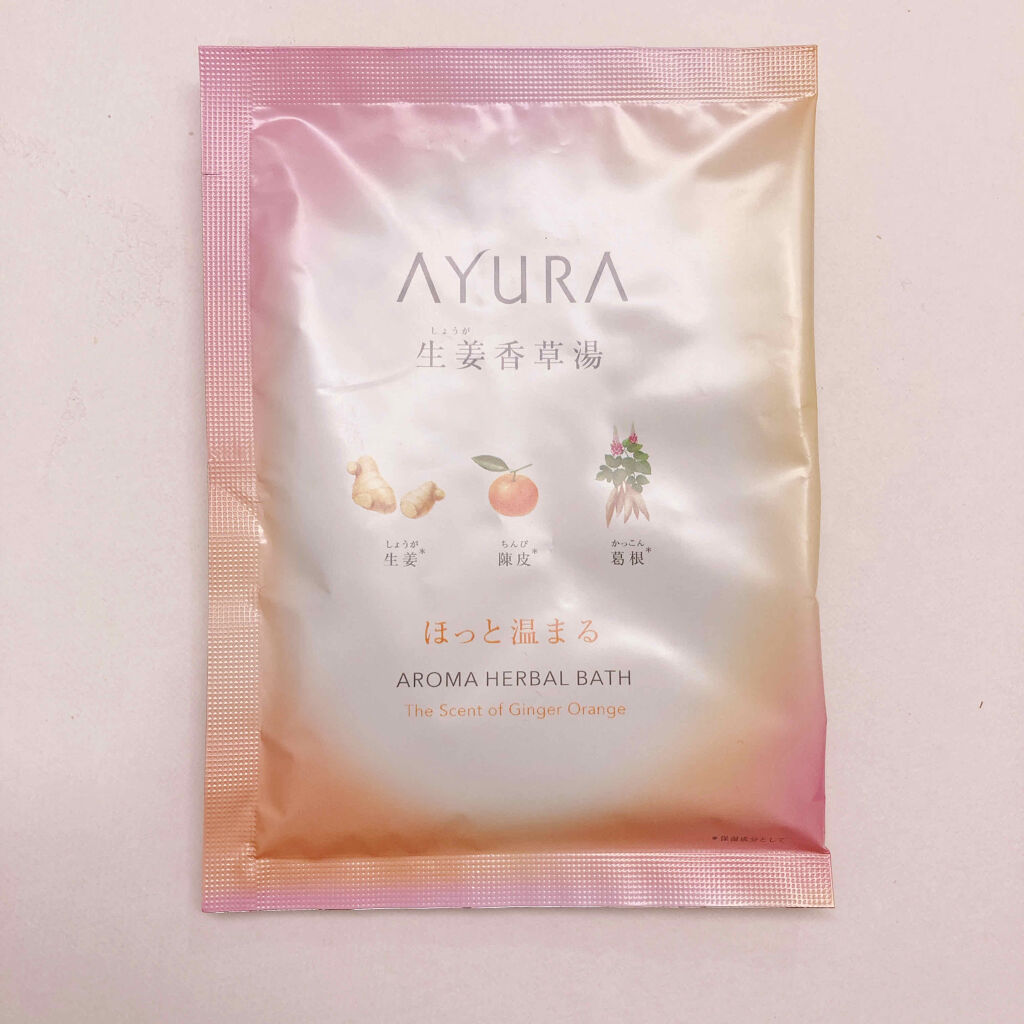 AYURA
しょうが
生姜香草湯
しょうが ちんぴ かっこん
生姜* 陳皮* 葛根*
ほっと温まる
AROMA HERBAL BATH
The Scent of Ginger Orange
*保湿成分として